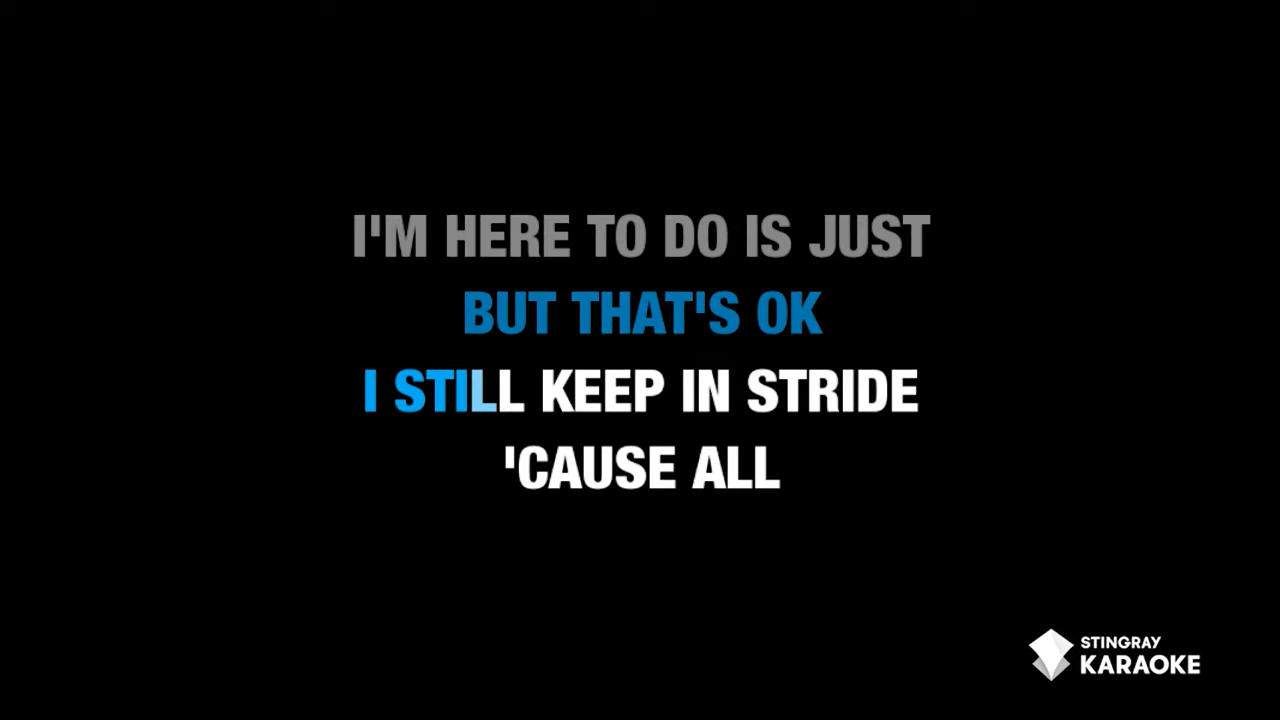 I'M HERE TO DO IS JUST
BUT THAT'S OK
I STILL KEEP IN STRIDE
'CAUSE ALL
STINGRAY
KARAOKE